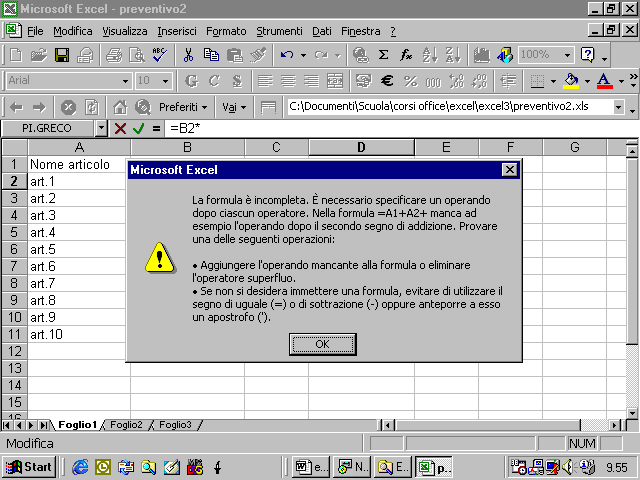 Microsoft Excel - preventivo2
File Modifica Visualizza Inserisci Formato Strumenti Dati Finestra ?
100%
Arial 10 G C S € % 000
Preferiti Vai C:\Documenti\Scuola\corsi office\excel\excel3\preventivo2.xls
PI.GRECO = =B2*
A B C D E F G
1 Nome articolo
2 art.1
3 art.2
4 art.3
5 art.4
6 art.5
7 art.6
8 art.7
9 art.8
10 art.9
11 art.10
12
13
14
15
16
Microsoft Excel
La formula è incompleta. È necessario specificare un operando
dopo ciascun operatore. Nella formula =A1+A2+ manca ad
esempio l'operando dopo il secondo segno di addizione. Provare
una delle seguenti operazioni:
• Aggiungere l'operando mancante alla formula o eliminare
l'operatore superfluo.
• Se non si desidera immettere una formula, evitare di utilizzare il
segno di uguale (=) o di sottrazione (-) oppure anteporre a esso
un apostrofo (').
OK
Foglio1 Foglio2 Foglio3
Modifica NUM
Start e... N... E... p.. 9.55